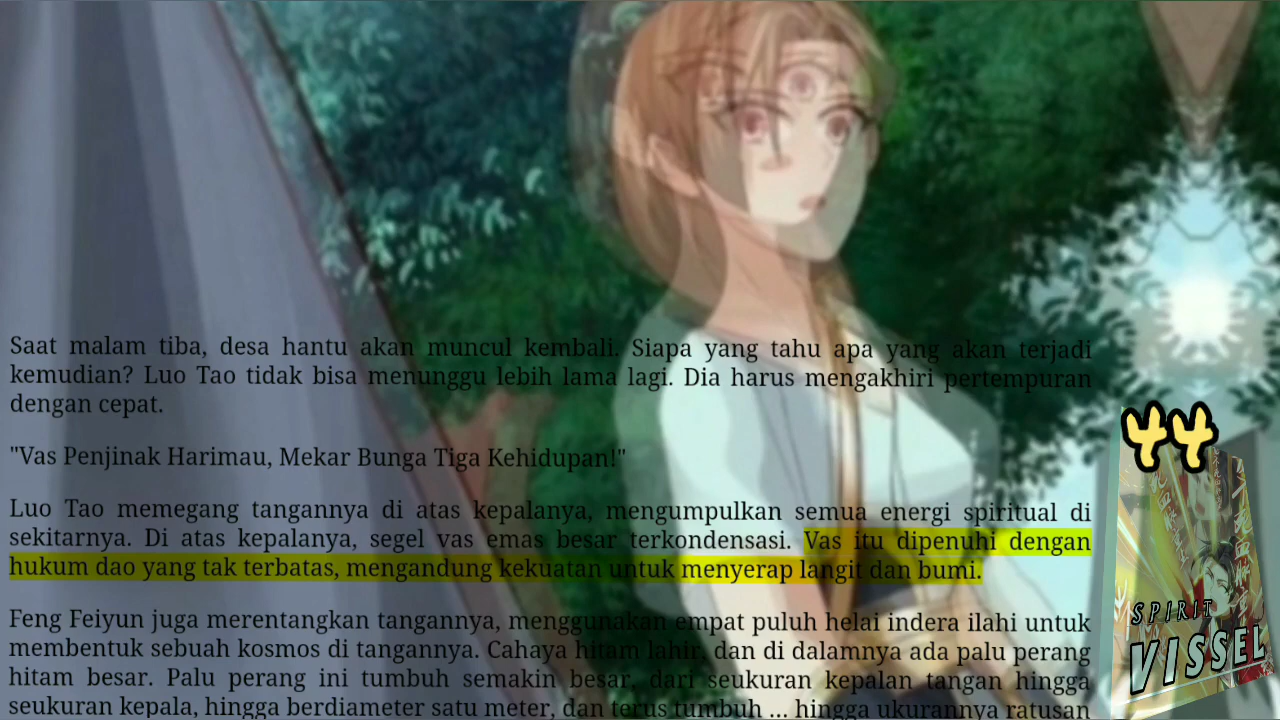 Saat malam tiba, desa hantu akan muncul kembali. Siapa yang tahu apa yang akan terjadi
kemudian? Luo Tao tidak bisa menunggu lebih lama lagi. Dia harus mengakhiri pertempuran
dengan cepat.
"Vas Penjinak Harimau, Mekar Bunga Tiga Kehidupan!"
Luo Tao memegang tangannya di atas kepalanya, mengumpulkan semua energi spiritual di
sekitarnya. Di atas kepalanya, segel vas emas besar terkondensasi. Vas itu dipenuhi dengan
hukum dao yang tak terbatas, mengandung kekuatan untuk menyerap langit dan bumi.
Feng Feiyun juga merentangkan tangannya, menggunakan empat puluh helai indera ilahi untuk
membentuk sebuah kosmos di tangannya. Cahaya hitam lahir, dan di dalamnya ada palu perang
hitam besar. Palu perang ini tumbuh semakin besar, dari seukuran kepalan tangan hingga
seukuran kepala, hingga berdiameter satu meter, dan terus tumbuh ... hingga ukurannya ratusan
44
SPIRIT
VISSEL